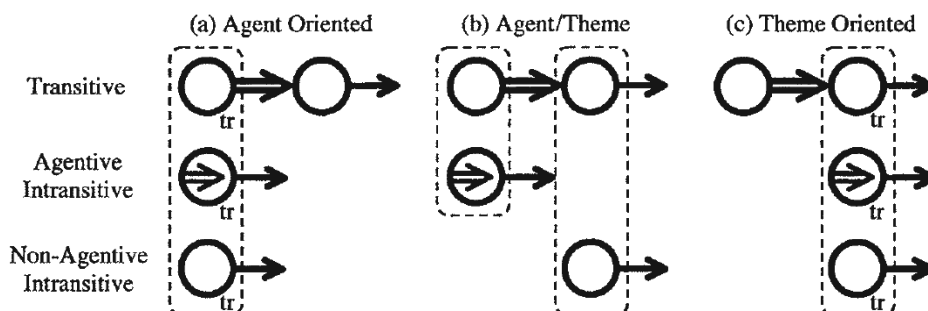 (a) Agent Oriented (b) Agent/Theme (c) Theme Oriented
Transitive
tr tr
Agentive
Intransitive
tr tr
Non-Agentive
Intransitive
tr tr